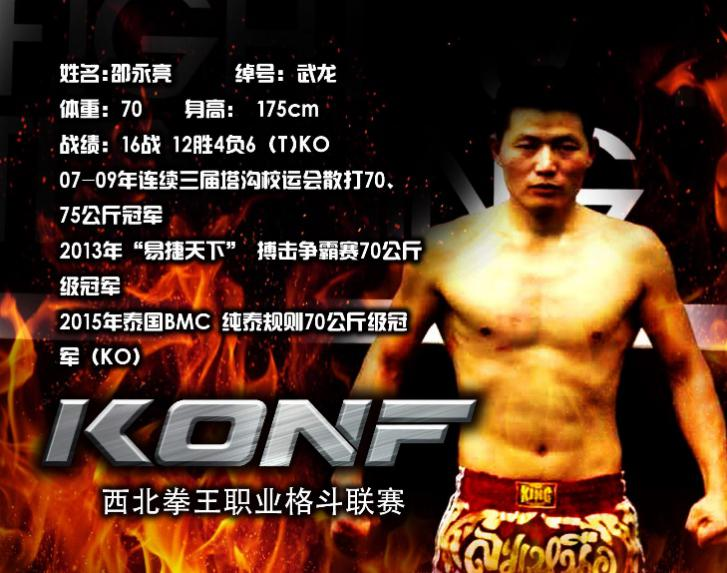 FIGHT
NG
姓名:邵永亮 绰号: 武龙
体重: 70 身高: 175cm
战绩: 16战 12胜4负6 (T)KO
07-09年连续三届塔沟校运会散打70、
75公斤冠军
2013年“易捷天下” 搏击争霸赛70公斤
级冠军
2015年泰国BMC 纯泰规则70公斤级冠
军 (KO)
KONF
西北拳王职业格斗联赛
KING